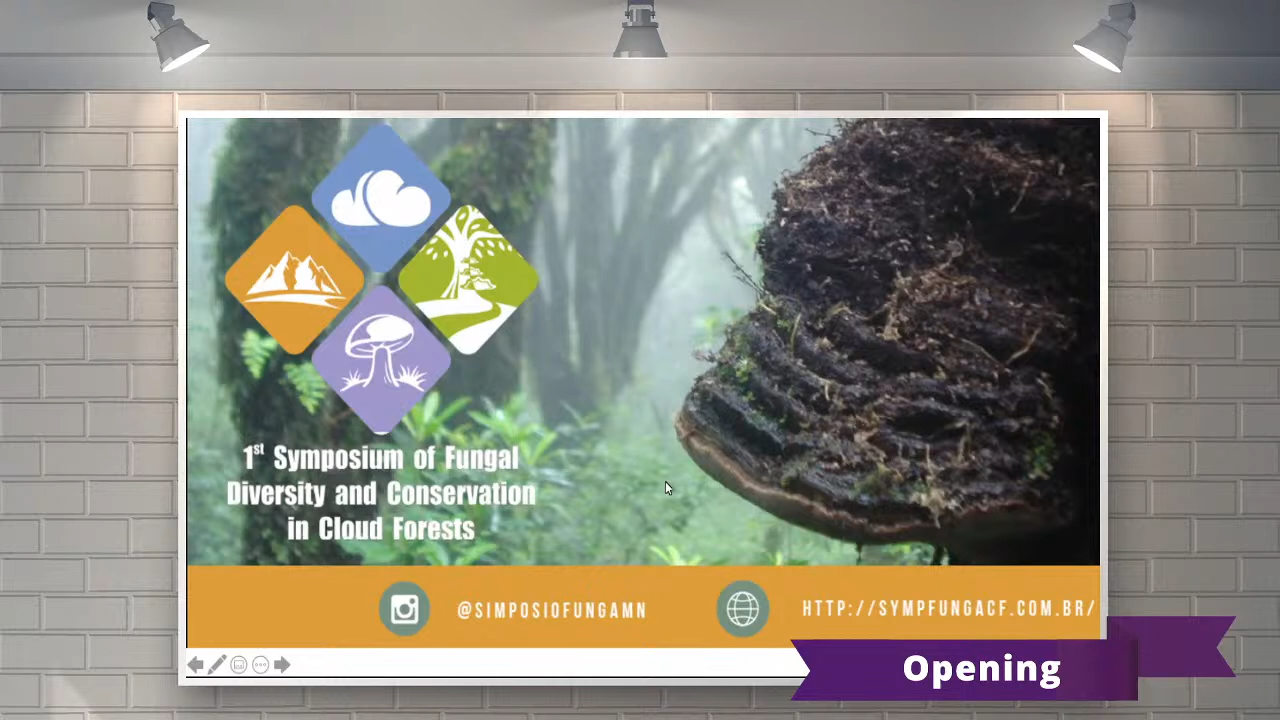 1st Symposium of Fungal
Diversity and Conservation
in Cloud Forests
@SIMPOSIOFUNGAMN
HTTP://SYMPFUNGACF.COM.BR/
Opening